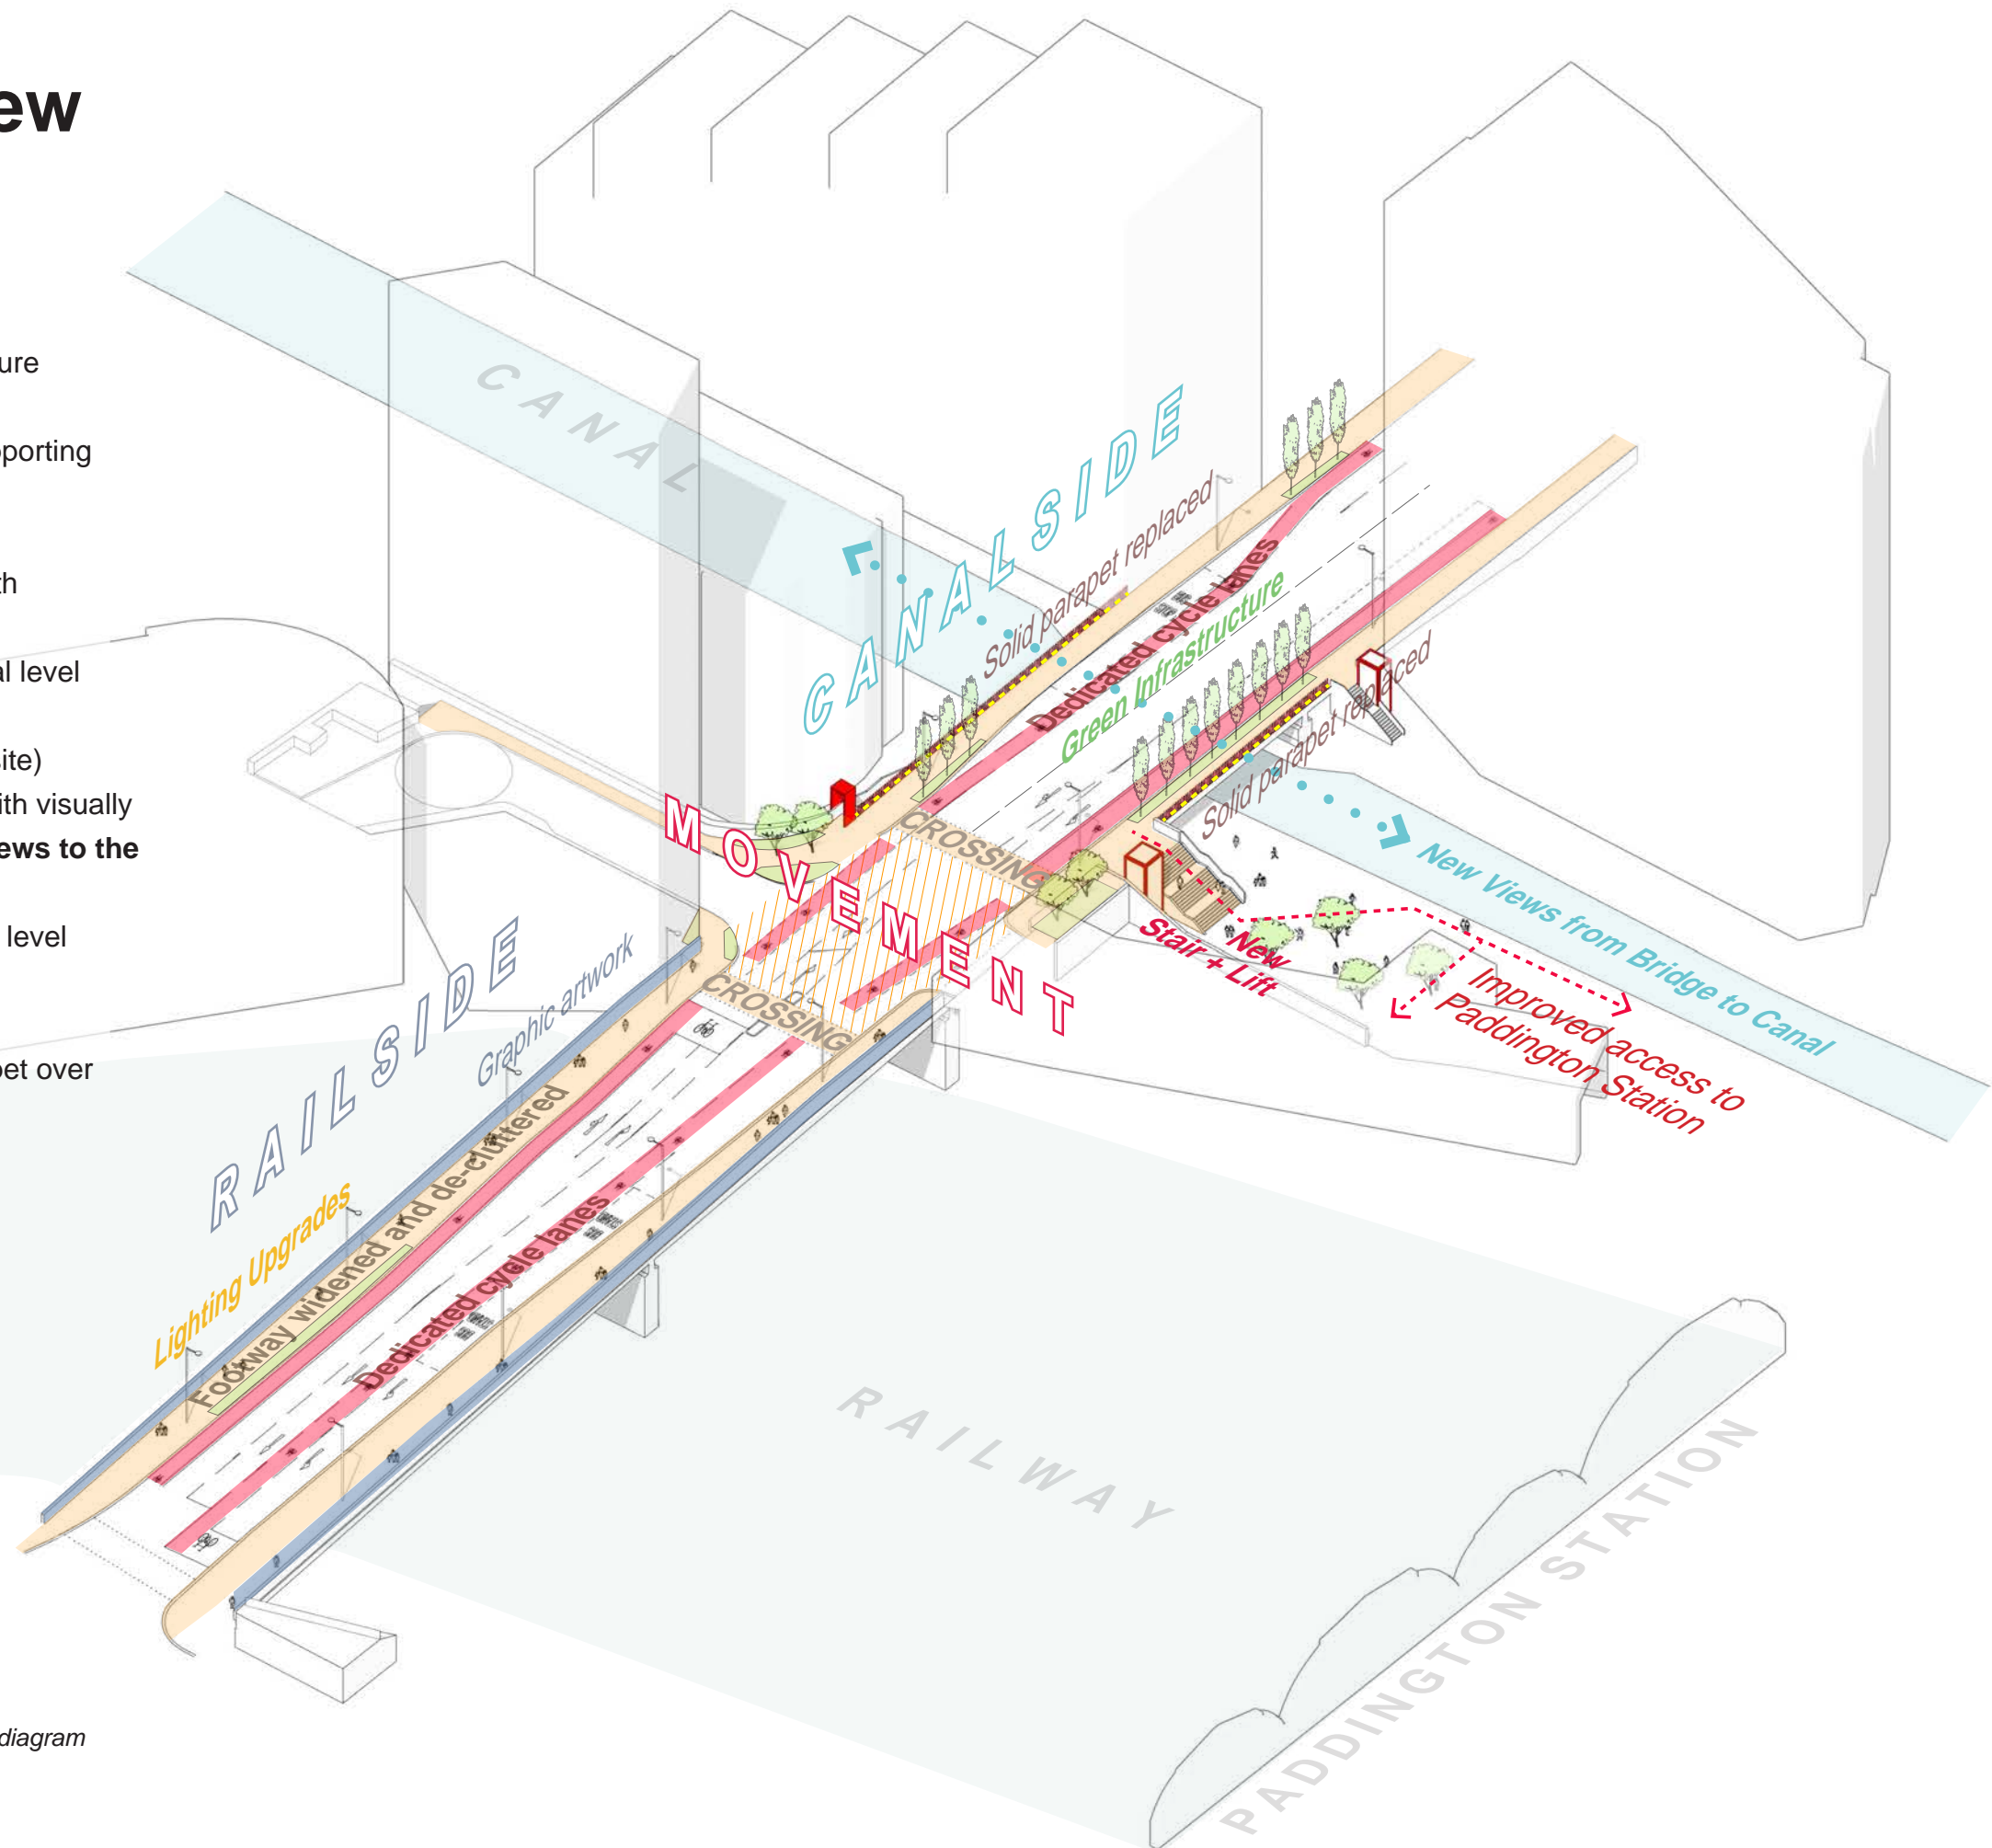 ew
ure
porting
th
al level
site)
ith visually
ews to the
level
pet over
diagram
CANAL
CANALSIDE
Solid parapet replaced
Dedicated cycle lanes
Green Infrastructure
Solid parapet replaced
MOVEMENT
CROSSING
CROSSING
New
Stair + Lift
New Views from Bridge to Canal
Improved access to
Paddington Station
RAILSIDE
Graphic artwork
Lighting Upgrades
Footway widened and de-cluttered
Dedicated cycle lanes
RAILWAY
PADDINGTON STATION